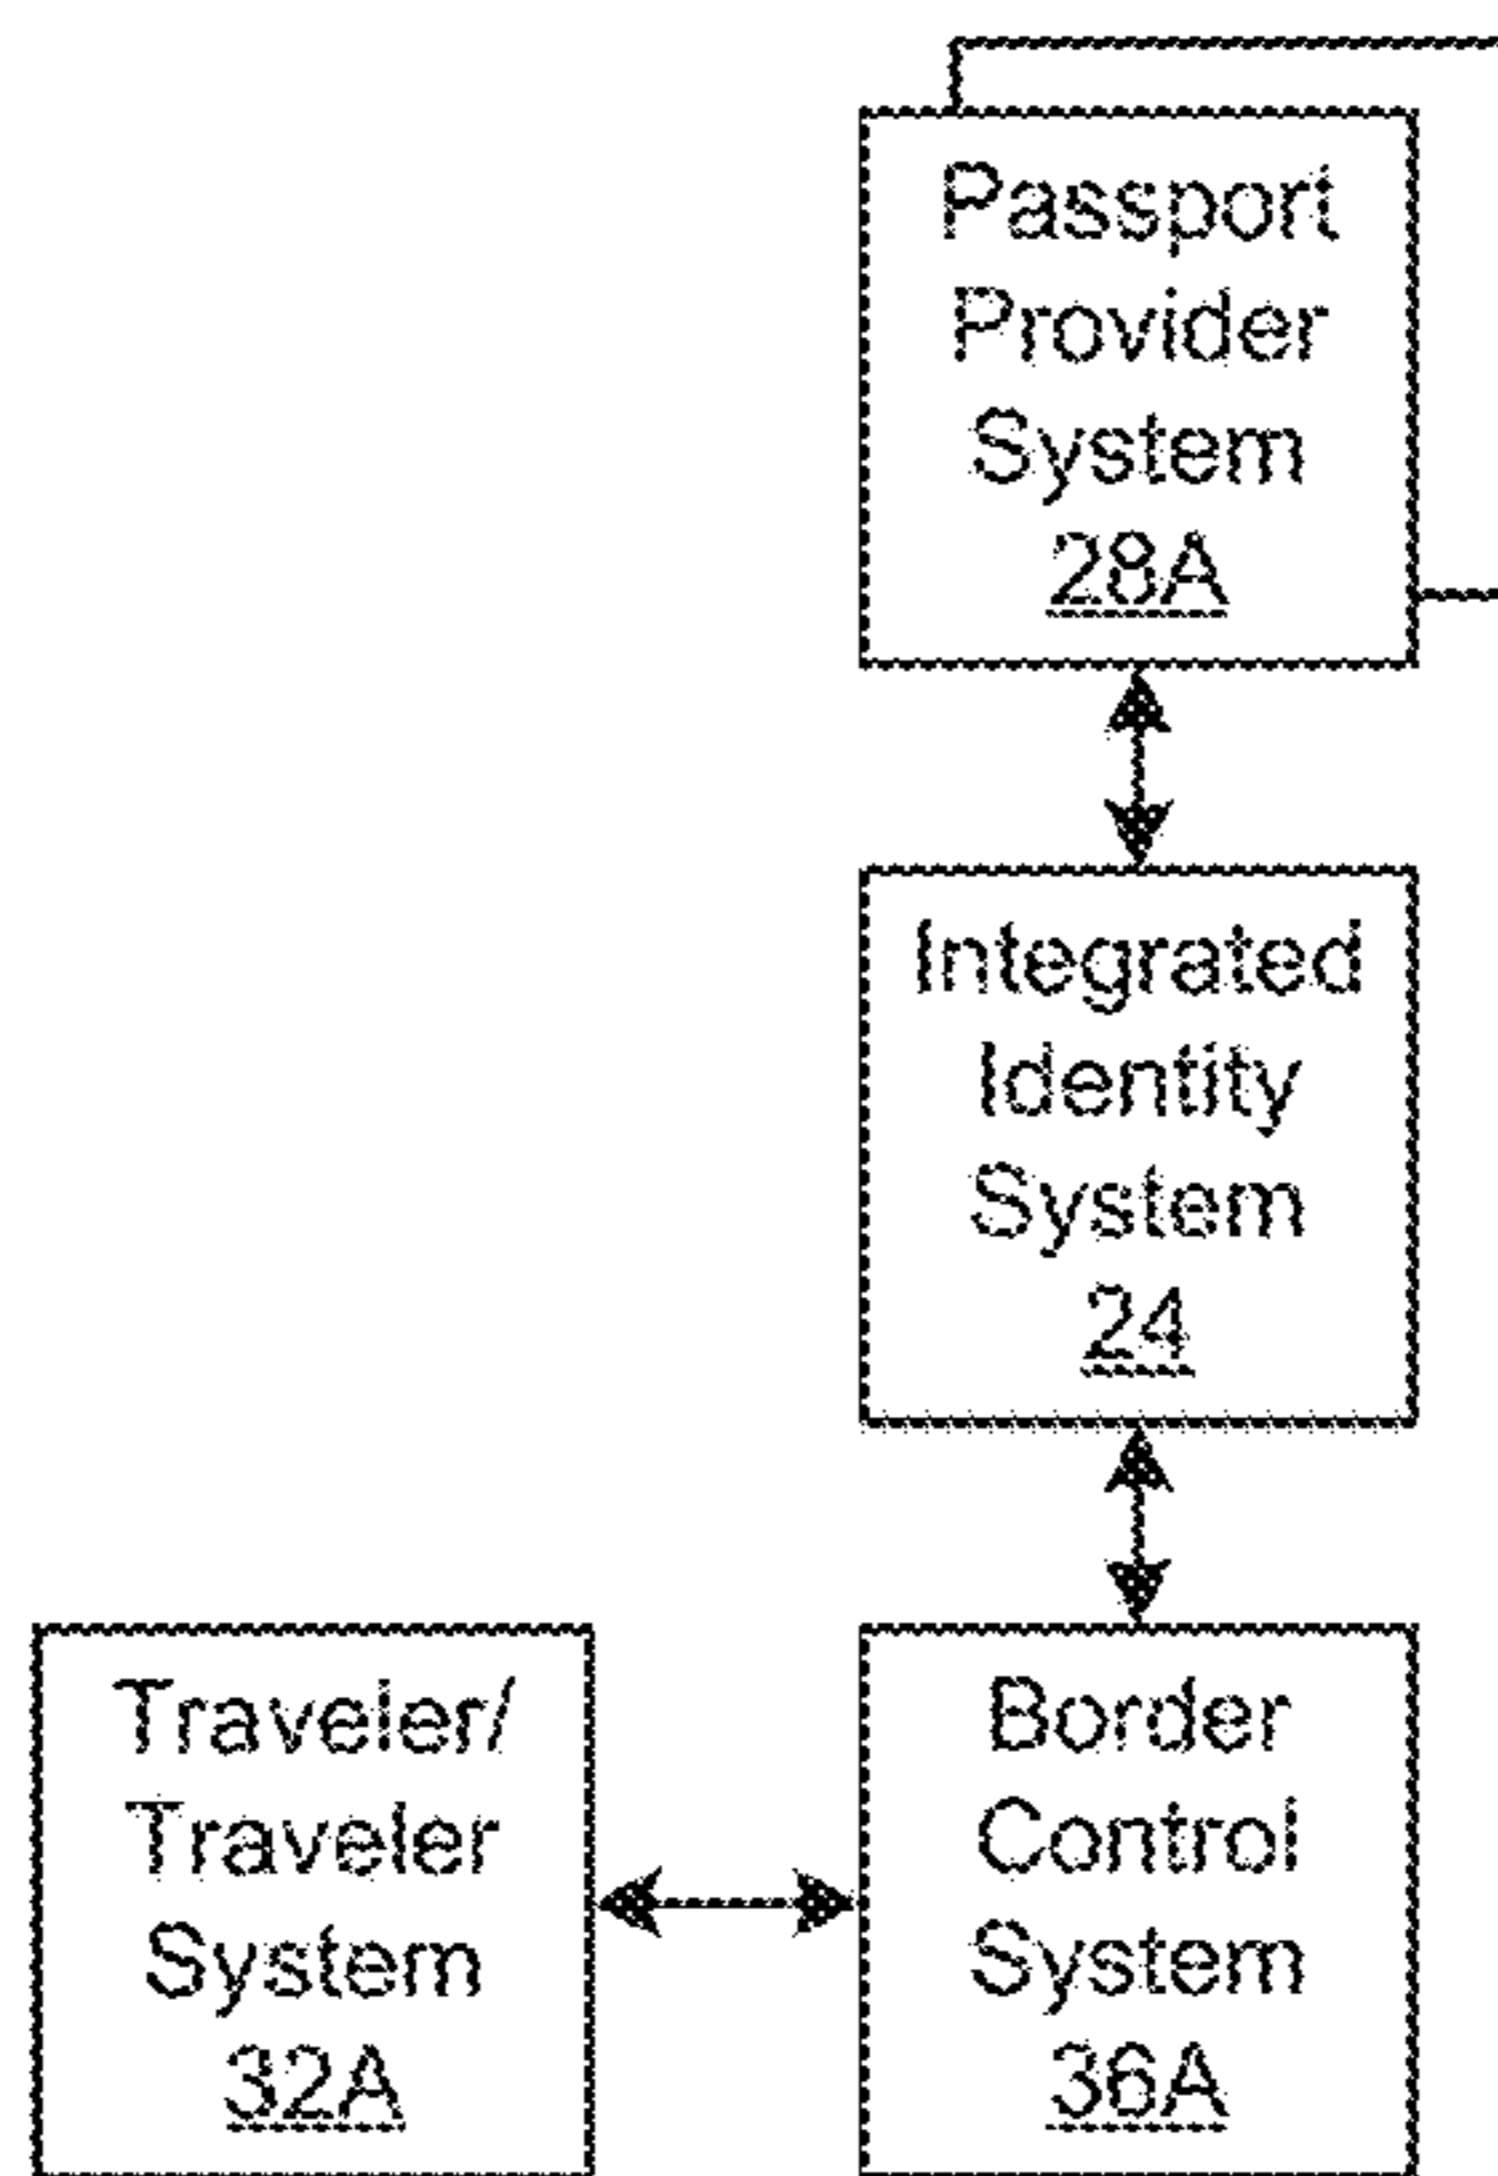 Passport
Provider
System
28A
Integrated
Identity
System
24
Traveler/
Traveler
System
32A
Border
Control
System
36A